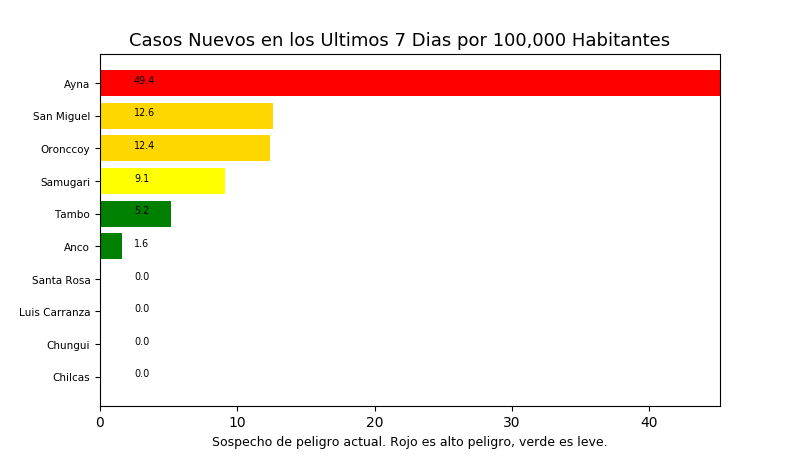 Casos Nuevos en los Ultimos 7 Dias por 100,000 Habitantes
Ayna 49.4
San Miguel 12.6
Oronccoy 12.4
Samugari 9.1
Tambo 5.2
Anco 1.6
Santa Rosa 0.0
Luis Carranza 0.0
Chungui 0.0
Chilcas 0.0
0 10 20 30 40
Sospecho de peligro actual. Rojo es alto peligro, verde es leve.